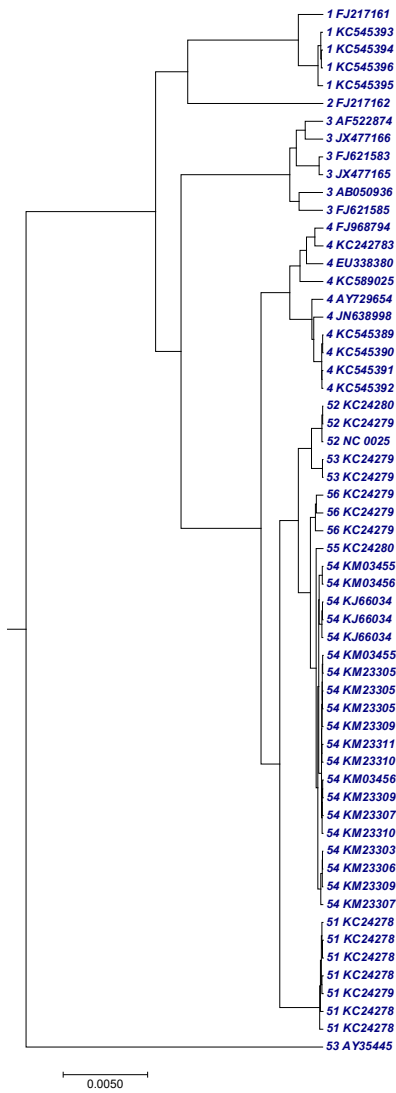 1 FJ217161
1 KC545393
1 KC545394
1 KC545396
1 KC545395
2 FJ217162
3 AF522874
3 JX477166
3 FJ621583
3 JX477165
3 AB050936
3 FJ621585
4 FJ968794
4 KC242783
4 EU338380
4 KC589025
4 AY729654
4 JN638998
4 KC545389
4 KC545390
4 KC545391
4 KC545392
52 KC24280
52 KC24279
52 NC 0025
53 KC24279
53 KC24279
56 KC24279
56 KC24279
56 KC24279
55 KC24280
54 KM03455
54 KM03456
54 KJ66034
54 KJ66034
54 KJ66034
54 KM03455
54 KM23305
54 KM23305
54 KM23305
54 KM23309
54 KM23311
54 KM23310
54 KM03456
54 KM23309
54 KM23307
54 KM23310
54 KM23303
54 KM23306
54 KM23309
54 KM23307
51 KC24278
51 KC24278
51 KC24278
51 KC24278
51 KC24279
51 KC24278
51 KC24278
53 AY35445
0.0050